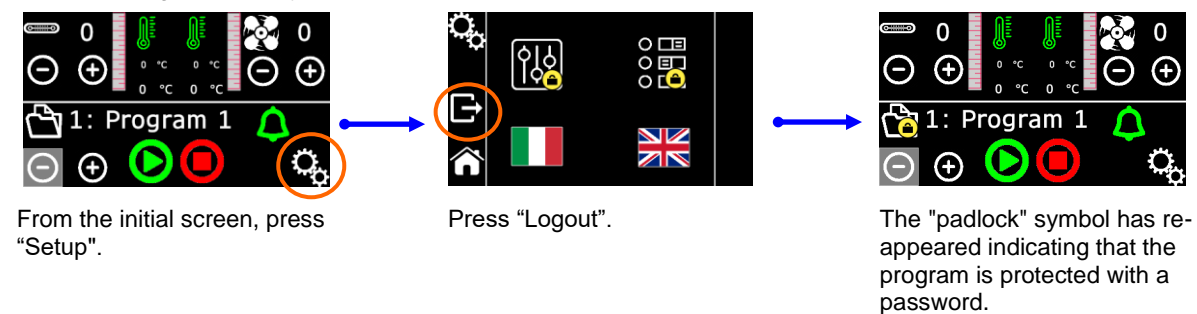 0 0
0 °C 0 °C
0 °C 0 °C
1: Program 1
From the initial screen, press
“Setup".
Press “Logout”.
0 0
0 °C 0 °C
0 °C 0 °C
1: Program 1
The "padlock" symbol has re-
appeared indicating that the
program is protected with a
password.